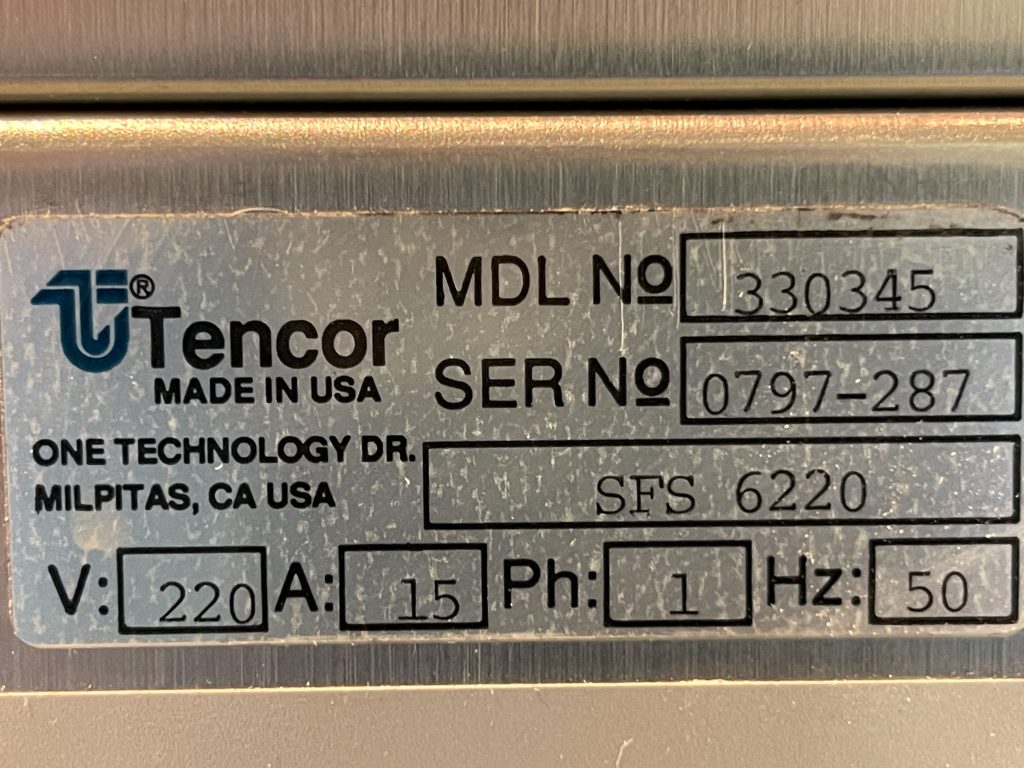 ® Tencor
MADE IN USA
ONE TECHNOLOGY DR.
MILPITAS, CA USA
MDL Nº 330345
SER Nº 0797-287
SFS 6220
V: 220 A: 15 Ph: 1 Hz: 50